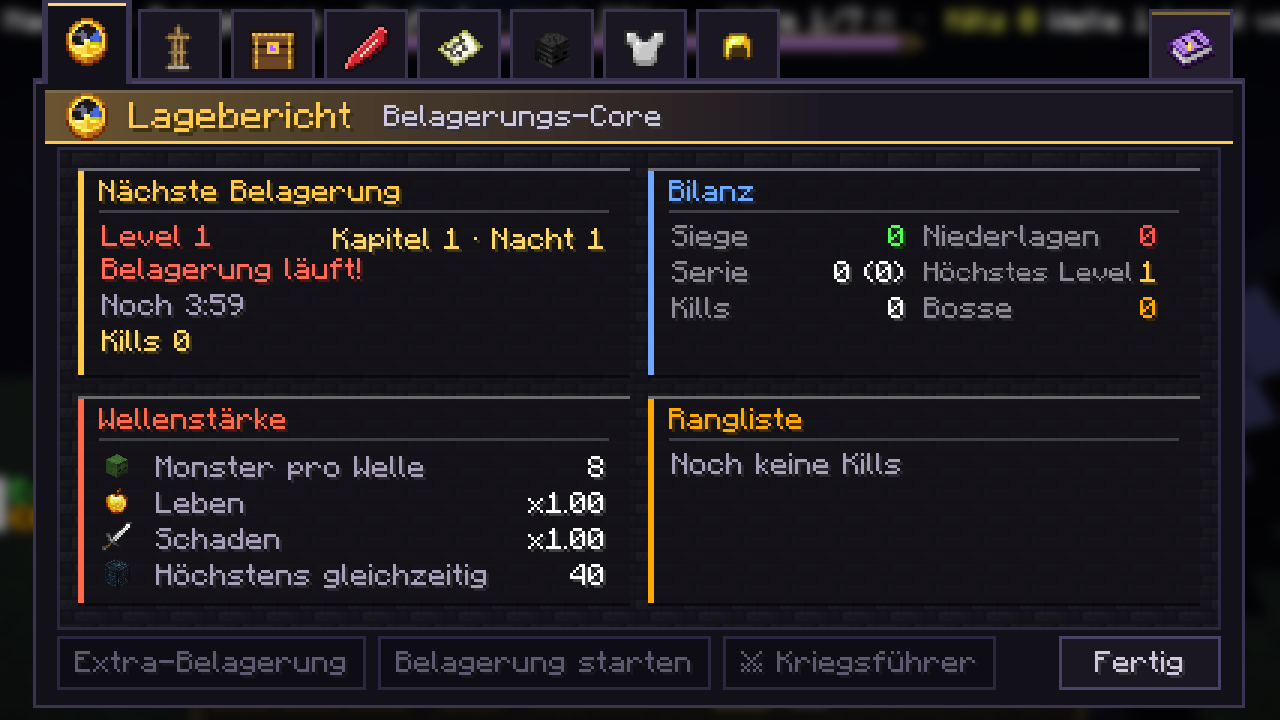 Lagebericht Belagerungs-Core
Nächste Belagerung
Level 1 Kapitel 1 · Nacht 1
Belagerung läuft!
Noch 3:59
Kills 0
Bilanz
Siege 0 Niederlagen 0
Serie 0 (0) Höchstes Level 1
Kills 0 Bosse 0
Wellenstärke
Monster pro Welle 8
Leben x1.00
Schaden x1.00
Höchstens gleichzeitig 40
Rangliste
Noch keine Kills
Extra-Belagerung Belagerung starten ⚔ Kriegsführer Fertig